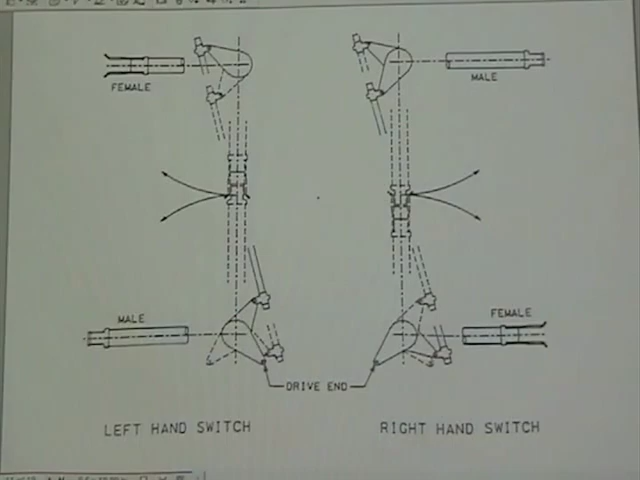 FEMALE
MALE
MALE
FEMALE
DRIVE END
LEFT HAND SWITCH
RIGHT HAND SWITCH